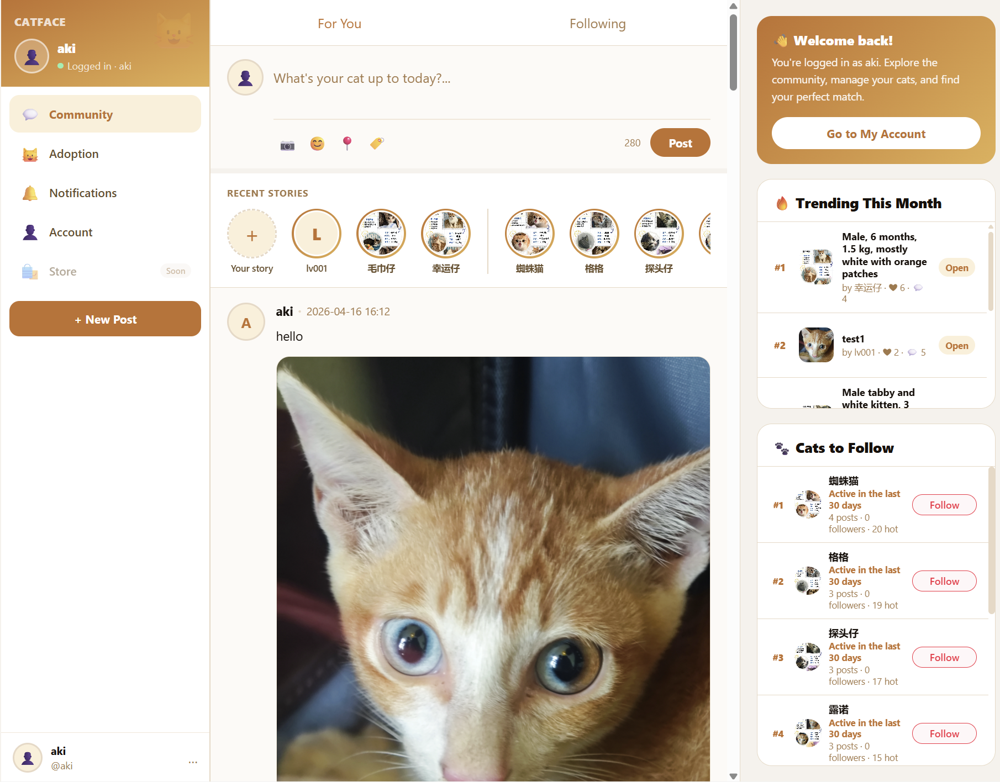 CATFACE
aki
Logged in · aki
Community
Adoption
Notifications
Account
Store
Soon
+ New Post
aki
@aki
...
For You
Following
What's your cat up to today?...
280
Post
RECENT STORIES
+
L
Your story
lv001
毛巾仔
幸运仔
蜘蛛猫
格格
探头仔
A
aki · 2026-04-16 16:12
hello
Welcome back!
You're logged in as aki. Explore the
community, manage your cats, and find
your perfect match.
Go to My Account
Trending This Month
#1
Male, 6 months,
1.5 kg, mostly
white with orange
patches
by 幸运仔 · 6 ·
4
Open
#2
test1
by lv001 · 2 · 5
Open
Male tabby and
white kitten, 3
Cats to Follow
#1
蜘蛛猫
Active in the last
30 days
4 posts · 0
followers · 20 hot
Follow
#2
格格
Active in the last
30 days
3 posts · 0
followers · 19 hot
Follow
#3
探头仔
Active in the last
30 days
3 posts · 0
followers · 17 hot
Follow
#4
露诺
Active in the last
30 days
3 posts · 0
followers · 15 hot
Follow